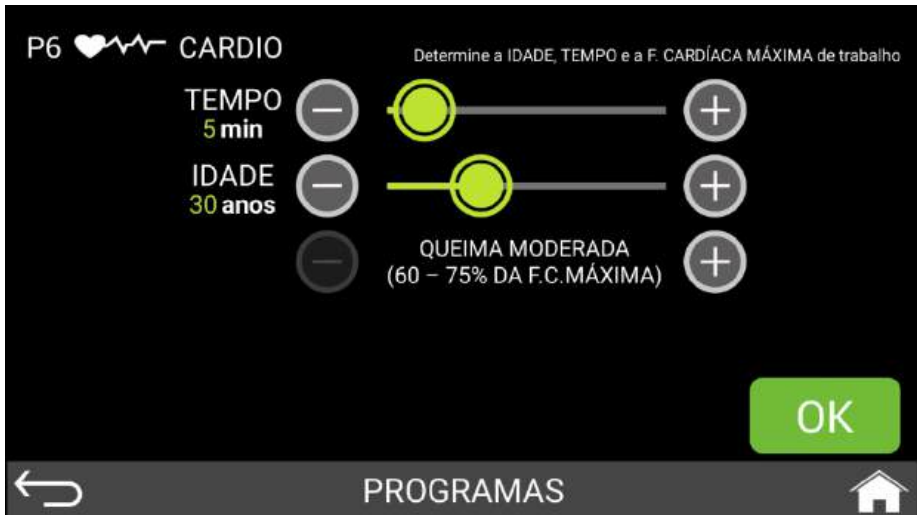 P6 CARDIO
Determine a IDADE, TEMPO e a F. CARDÍACA MÁXIMA de trabalho
TEMPO
5 min
IDADE
30 anos
QUEIMA MODERADA
(60 – 75% DA F.C.MÁXIMA)
OK
PROGRAMAS